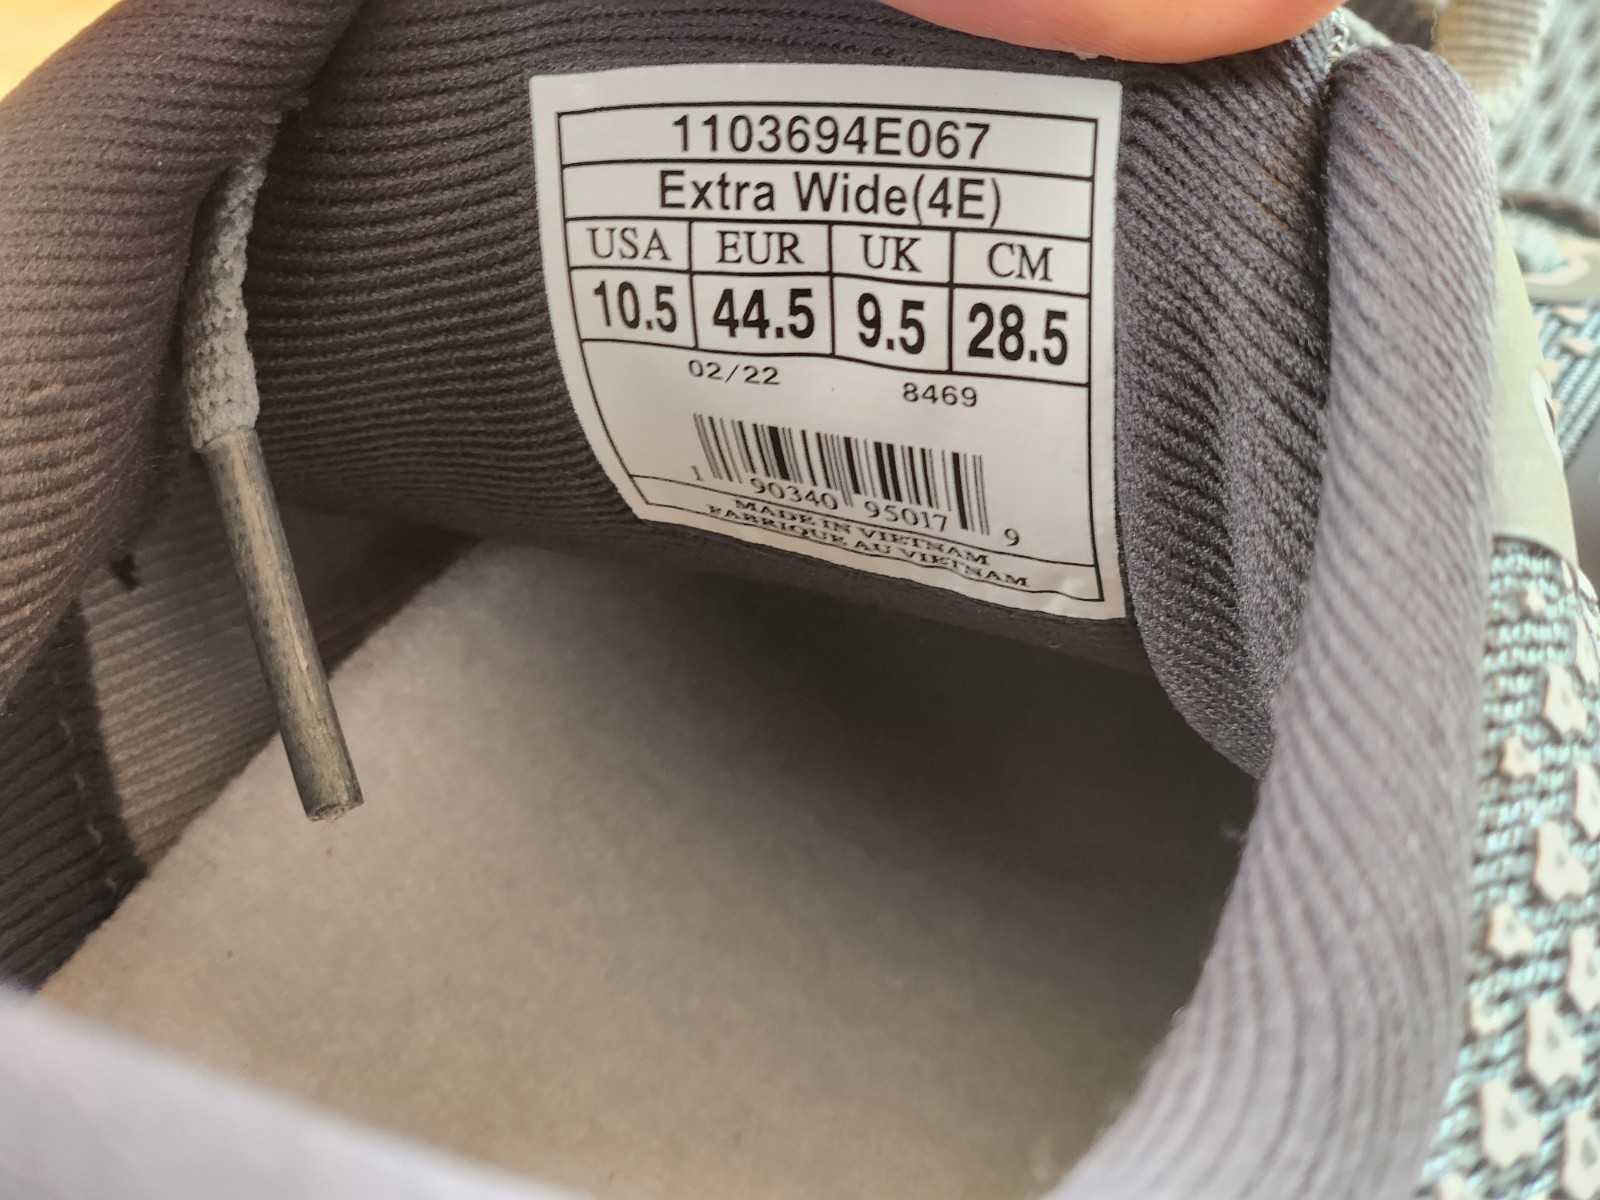 1103694E067
Extra Wide(4E)
USA EUR UK CM
10.5 44.5 9.5 28.5
02/22 8469
1 90340 95017 9
MADE IN VIETNAM
FABRIQUE AU VIETNAM